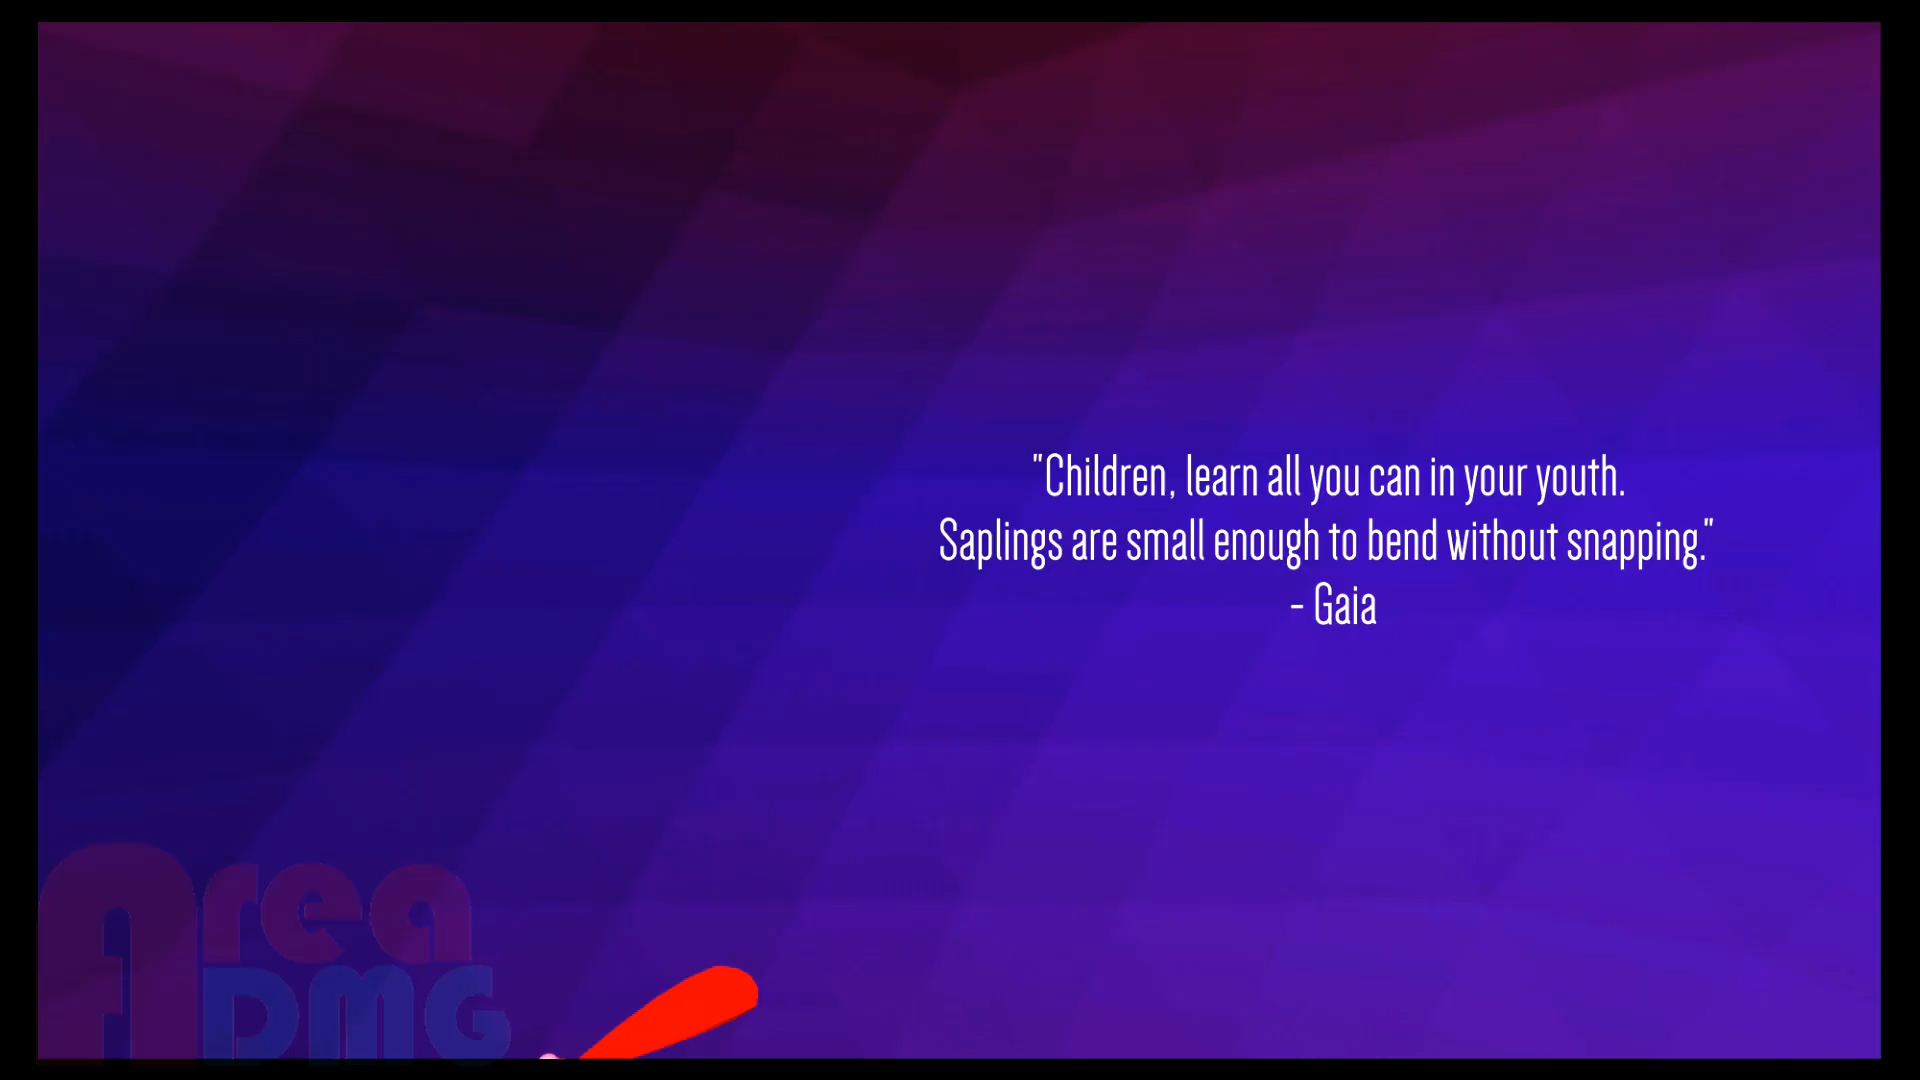 "Children, learn all you can in your youth.
Saplings are small enough to bend without snapping."
- Gaia
Area
DMG